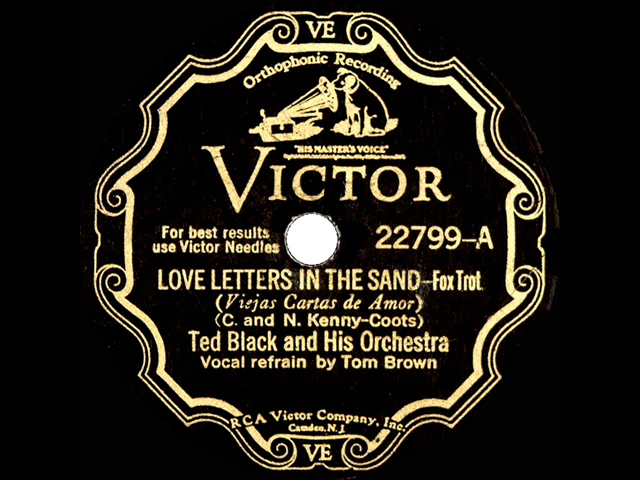 VE
Orthophonic Recording
"HIS MASTER'S VOICE"
VICTOR
For best results
use Victor Needles
22799-A
LOVE LETTERS IN THE SAND-Fox Trot
(Viejas Cartas de Amor)
(C. and N. Kenny-Coots)
Ted Black and His Orchestra
Vocal refrain by Tom Brown
RCA Victor Company, Inc.
Camden, N.J.
VE